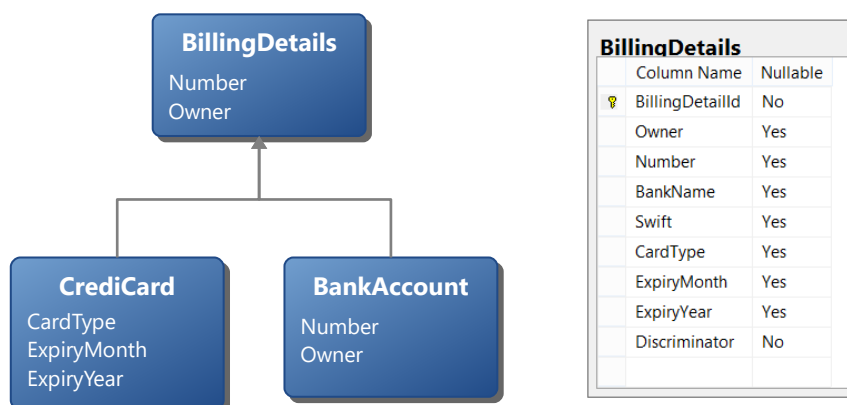 BillingDetails
Number
Owner
CrediCard
CardType
ExpiryMonth
ExpiryYear
BankAccount
Number
Owner
BillingDetails
Column Name Nullable
BillingDetailId No
Owner Yes
Number Yes
BankName Yes
Swift Yes
CardType Yes
ExpiryMonth Yes
ExpiryYear Yes
Discriminator No